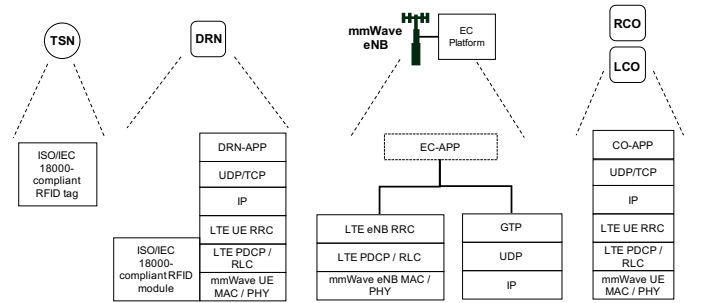 TSN
DRN
mmWave
eNB
EC
Platform
RCO
LCO
ISO/IEC
18000-
compliant
RFID tag
DRN-APP
UDP/TCP
IP
LTE UE RRC
LTE PDCP /
RLC
mmWave UE
MAC / PHY
ISO/IEC
18000-
compliant RFID
module
EC-APP
LTE eNB RRC
LTE PDCP / RLC
mmWave eNB MAC /
PHY
GTP
UDP
IP
CO-APP
UDP/TCP
IP
LTE UE RRC
LTE PDCP /
RLC
mmWave UE
MAC / PHY